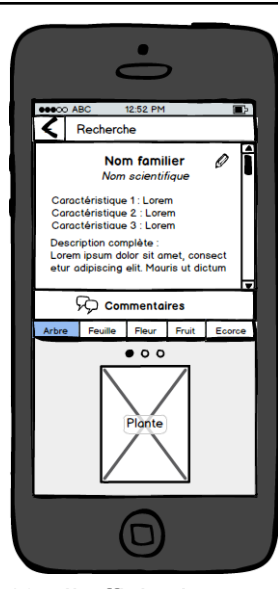 ABC 12:52 PM
Recherche
Nom familier
Nom scientifique
Caractéristique 1 : Lorem
Caractéristique 2 : Lorem
Caractéristique 3 : Lorem
Description complète :
Lorem ipsum dolor sit amet, consect
etur adipiscing elit. Mauris ut dictum
Commentaires
Arbre Feuille Fleur Fruit Ecorce
Plante